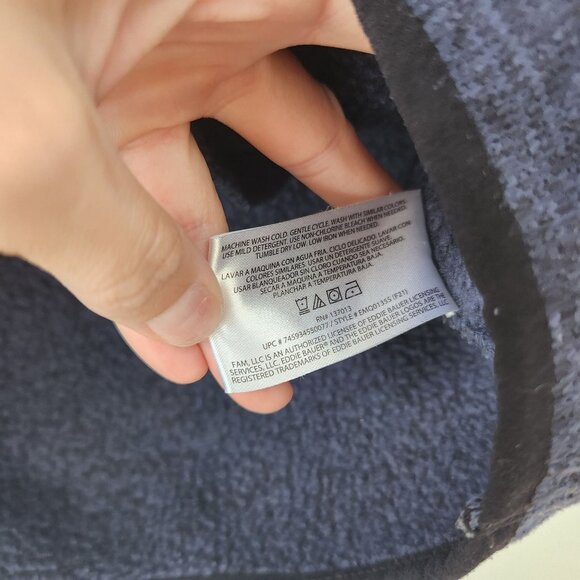 MACHINE WASH COLD. GENTLE CYCLE. WASH WITH SIMILAR COLORS.
USE MILD DETERGENT. USE NON-CHLORINE BLEACH WHEN NEEDED.
TUMBLE DRY LOW. LOW IRON WHEN NEEDED.
LAVAR A MAQUINA CON AGUA FRIA. CICLO DELICADO. LAVAR CON
COLORES SIMILARES. USAR UN DETERGENTE SUAVE.
USAR BLANQUEADOR SIN CLORO CUANDO SEA NECESARIO.
SECAR A MAQUINA A TEMPERATURA BAJA.
PLANCHAR A TEMPERATURA BAJA.
RN# 137013
UPC # 745934550077 / STYLE # EMQ0135S (F21)
FAM, LLC IS AN AUTHORIZED LICENSEE OF EDDIE BAUER LICENSING
SERVICES, LLC. EDDIE BAUER® AND THE EDDIE BAUER LOGOS ARE THE
REGISTERED TRADEMARKS OF EDDIE BAUER LICENSING SERVICES, LLC